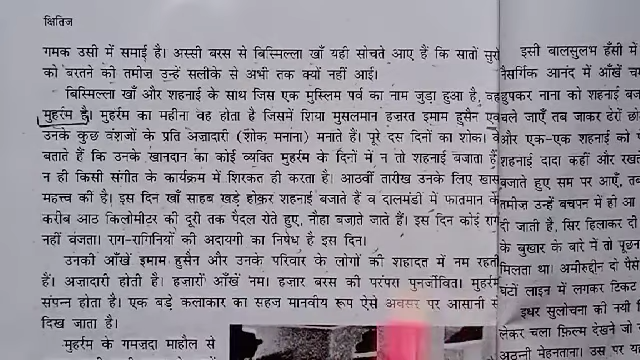 क्षितिज
गमक उसी में समाई है। अस्सी बरस से बिस्मिल्ला खाँ यही सोचते आए हैं कि सातों सुरों
को बरतने की तमीज़ उन्हें सलीके से अभी तक क्यों नहीं आई।
बिस्मिल्ला खाँ और शहनाई के साथ जिस एक मुस्लिम पर्व का नाम जुड़ा हुआ है, वह
मुहर्रम है। मुहर्रम का महीना वह होता है जिसमें शिया मुसलमान हज़रत इमाम हुसैन एवं
उनके कुछ वंशजों के प्रति अज़ादारी (शोक मनाना) मनाते हैं। पूरे दस दिनों का शोक। वे
बताते हैं कि उनके खानदान का कोई व्यक्ति मुहर्रम के दिनों में न तो शहनाई बजाता है,
न ही किसी संगीत के कार्यक्रम में शिरकत ही करता है। आठवीं तारीख उनके लिए खास
महत्त्व की है। इस दिन खाँ साहब खड़े होकर शहनाई बजाते हैं व दालमंडी में फातमान के
करीब आठ किलोमीटर की दूरी तक पैदल रोते हुए, नौहा बजाते जाते हैं। इस दिन कोई राग
नहीं बजता। राग-रागिनियों की अदायगी का निषेध है इस दिन।
उनकी आँखें इमाम हुसैन और उनके परिवार के लोगों की शहादत में नम रहती
हैं। अज़ादारी होती है। हज़ारों आँखें नम। हज़ार बरस की परंपरा पुनर्जीवित। मुहर्रम
संपन्न होता है। एक बड़े कलाकार का सहज मानवीय रूप ऐसे अवसर पर आसानी से
दिख जाता है।
मुहर्रम के गमज़दा माहौल से
इसी बालसुलभ हँसी में
नैसर्गिक आनंद में आँखें
छुपकर नाना को शहनाई
चले जाएँ तब जाकर ढेरों
और एक-एक शहनाई को
शहनाई दादा कहीं और
बजाते हुए सम पर आएँ,
तमीज़ उन्हें बचपन में ही आ
दी जाती है, सिर हिलाकर
के बुखार के बारे में तो
मिलता था। अमीरुद्दीन दो पैसे
घंटों लाइन में लगकर टिकट
इधर सुलोचना की नयी
लेकर चला फ़िल्म देखने जो